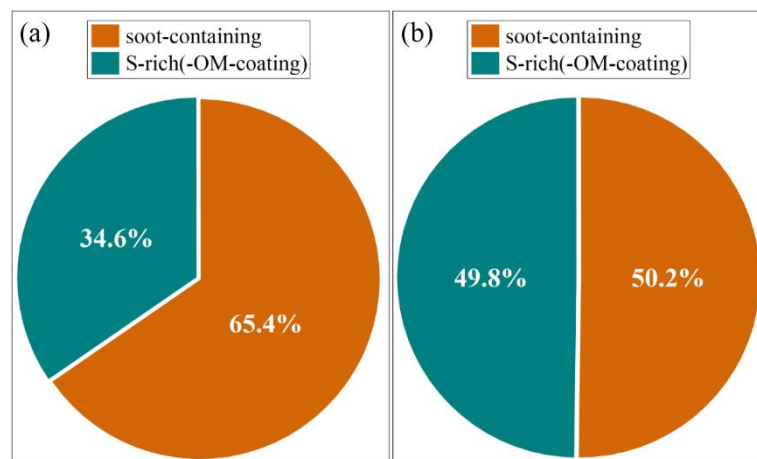 (a)
soot-containing
S-rich(-OM-coating)
34.6%
65.4%
(b)
soot-containing
S-rich(-OM-coating)
49.8%
50.2%